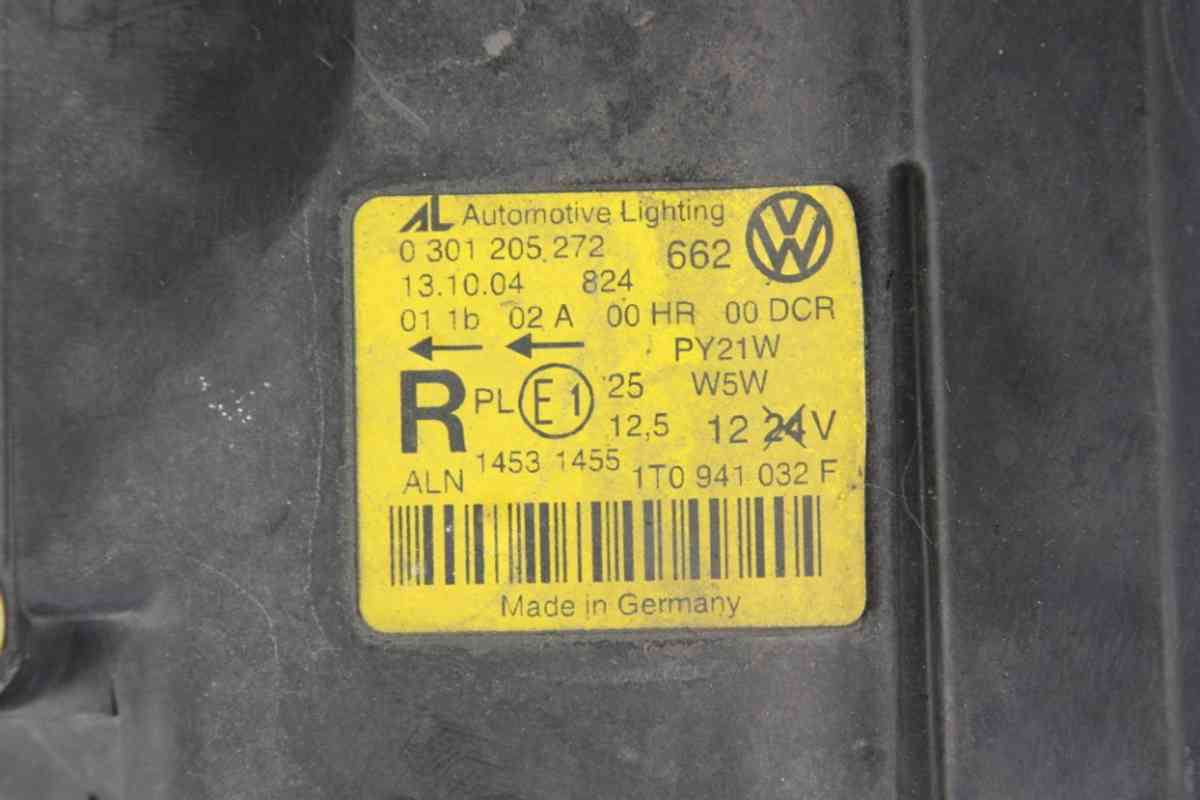 AL Automotive Lighting
0 301 205 272 662
13.10.04 824
01 1b 02 A 00 HR 00 DCR
← ← PY21W
R PL E1 25 W5W
12,5 12 24 V
ALN 1453 1455 1T0 941 032 F
Made in Germany